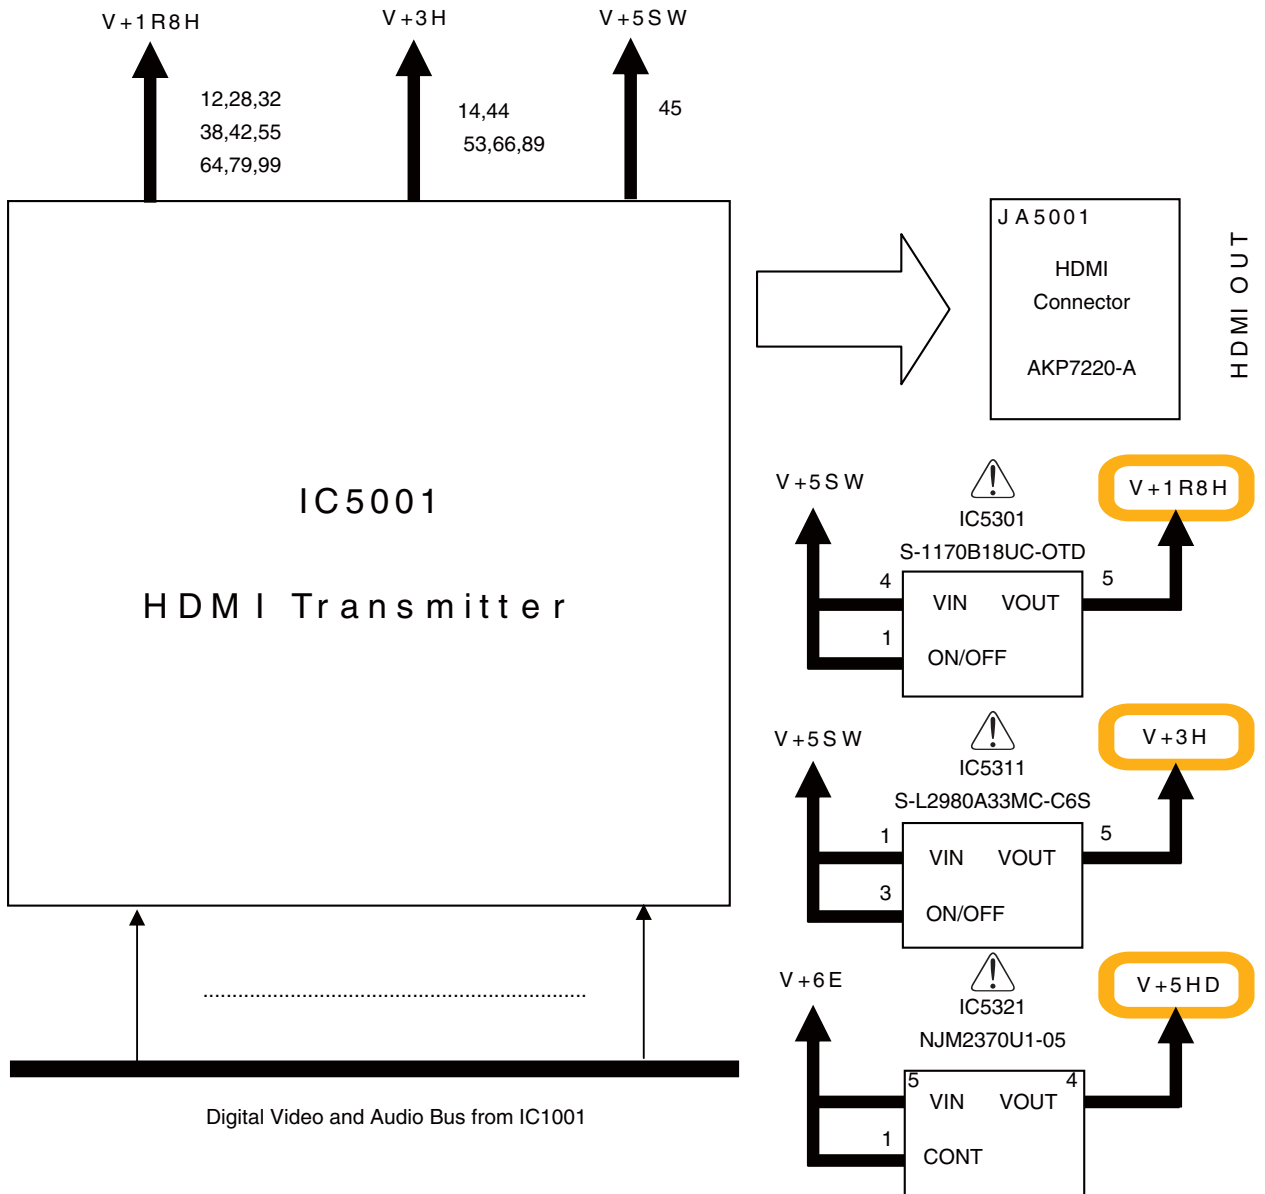 V+1R8H
V+3H
V+5SW
12,28,32
38,42,55
64,79,99
14,44
53,66,89
45
IC5001
HDMI Transmitter
JA5001
HDMI
Connector
AKP7220-A
HDMI OUT
V+5SW
IC5301
S-1170B18UC-OTD
V+1R8H
4
VIN
VOUT
5
1
ON/OFF
V+5SW
IC5311
S-L2980A33MC-C6S
V+3H
1
VIN
VOUT
5
3
ON/OFF
V+6E
IC5321
NJM2370U1-05
V+5HD
5
VIN
VOUT
4
1
CONT
................................................................
Digital Video and Audio Bus from IC1001